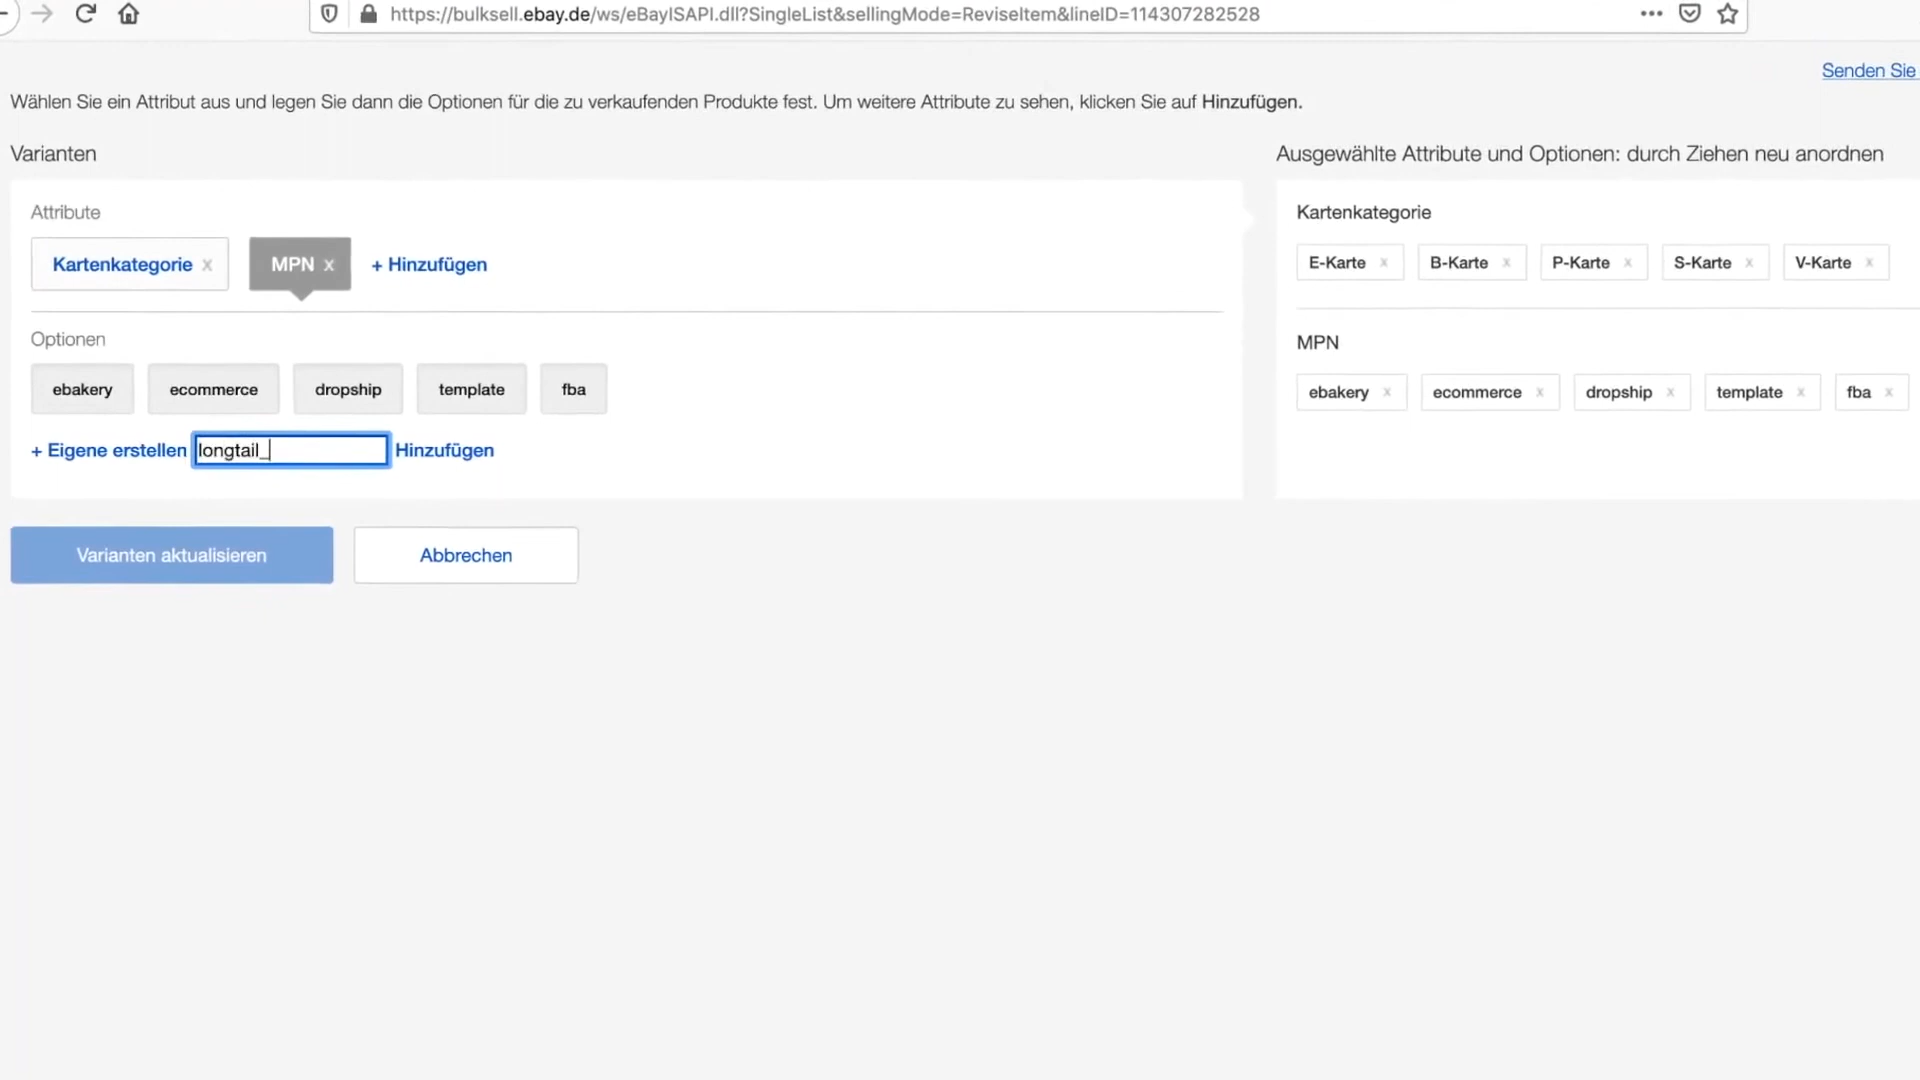 https://bulksell.ebay.de/ws/eBayISAPI.dll?SingleList&sellingMode=ReviseItem&lineID=114307282528
Senden Sie
Wählen Sie ein Attribut aus und legen Sie dann die Optionen für die zu verkaufenden Produkte fest. Um weitere Attribute zu sehen, klicken Sie auf Hinzufügen.
Varianten
Attribute
Kartenkategorie x MPN x + Hinzufügen
Optionen
ebakery ecommerce dropship template fba
+ Eigene erstellen longtail_ Hinzufügen
Varianten aktualisieren Abbrechen
Ausgewählte Attribute und Optionen: durch Ziehen neu anordnen
Kartenkategorie
E-Karte x B-Karte x P-Karte x S-Karte x V-Karte x
MPN
ebakery x ecommerce x dropship x template x fba x